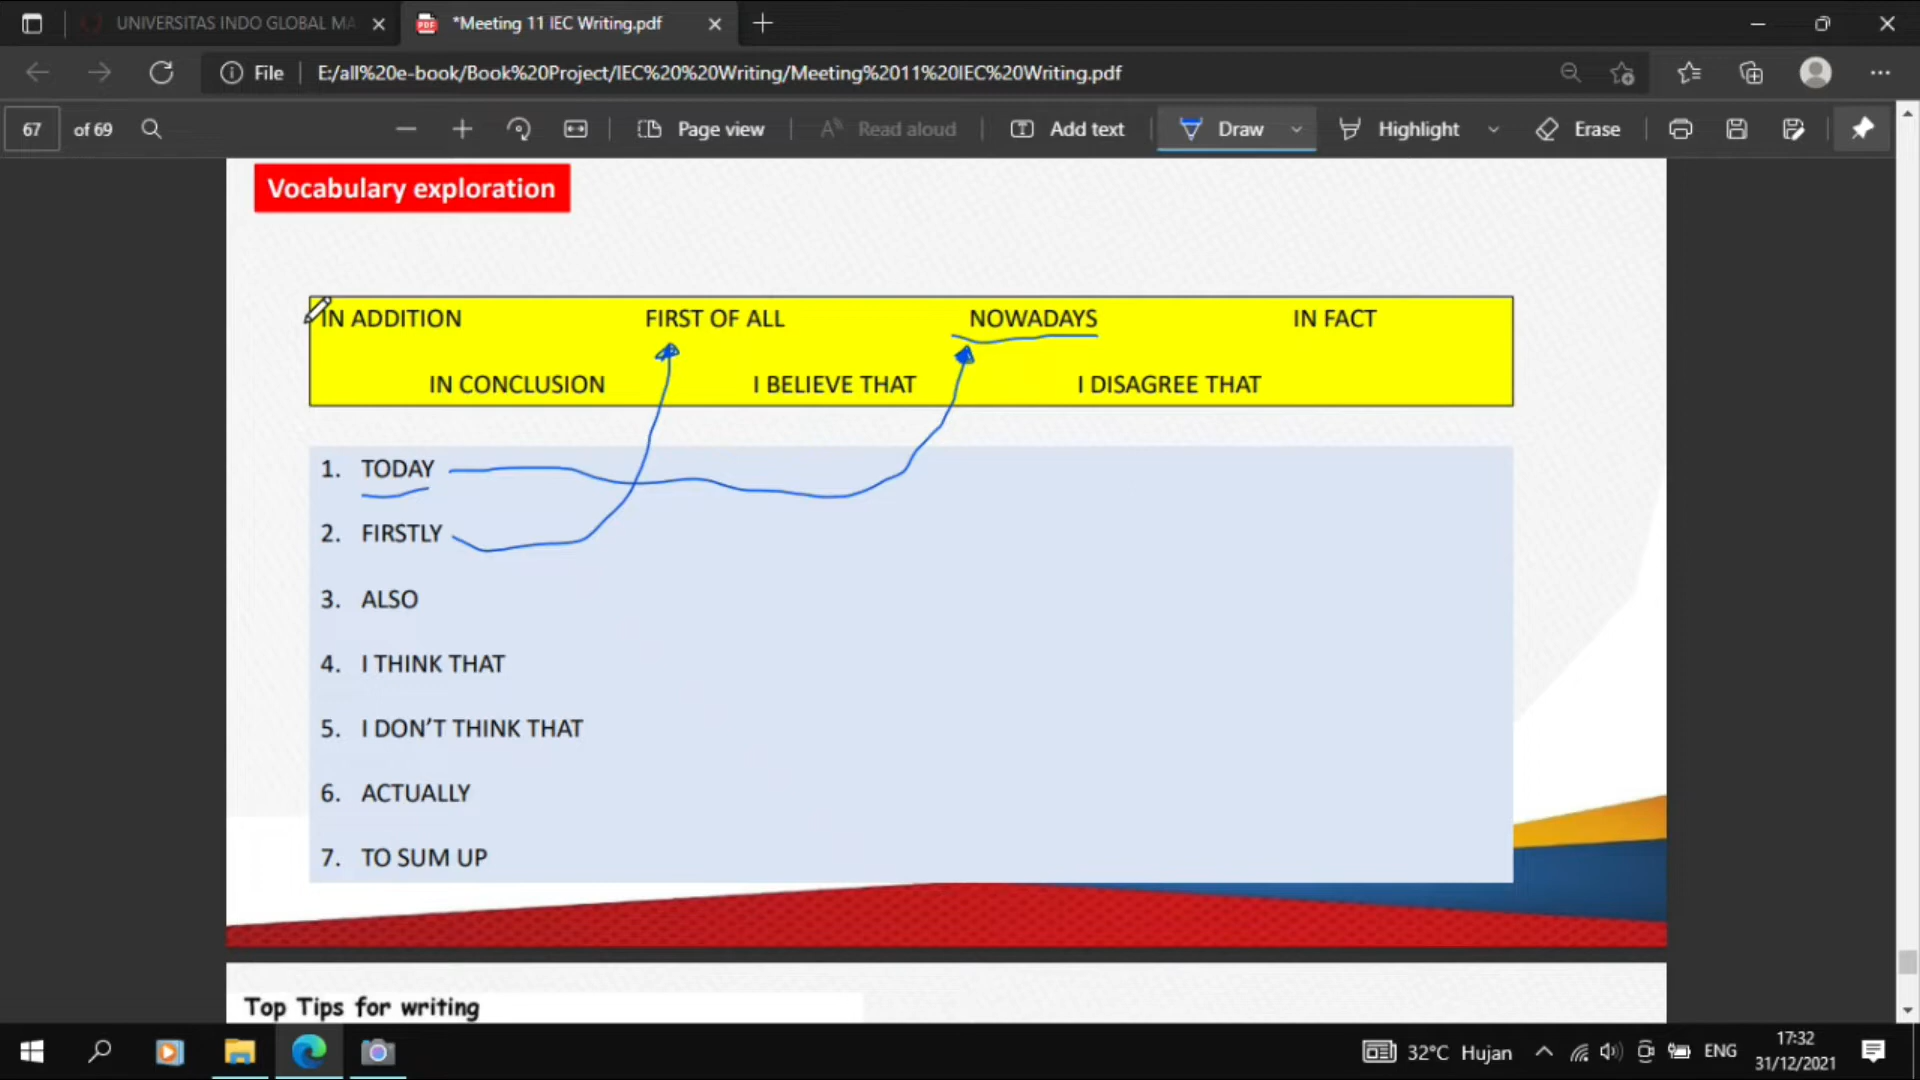 UNIVERSITAS INDO GLOBAL MA
*Meeting 11 IEC Writing.pdf
File
E:/all%20e-book/Book%20Project/IEC%20%20Writing/Meeting%2011%20IEC%20Writing.pdf
67 of 69
Page view
Read aloud
Add text
Draw
Highlight
Erase
Vocabulary exploration
IN ADDITION FIRST OF ALL NOWADAYS IN FACT
IN CONCLUSION I BELIEVE THAT I DISAGREE THAT
1. TODAY
2. FIRSTLY
3. ALSO
4. I THINK THAT
5. I DON'T THINK THAT
6. ACTUALLY
7. TO SUM UP
Top Tips for writing
32°C Hujan
ENG
17:32
31/12/2021